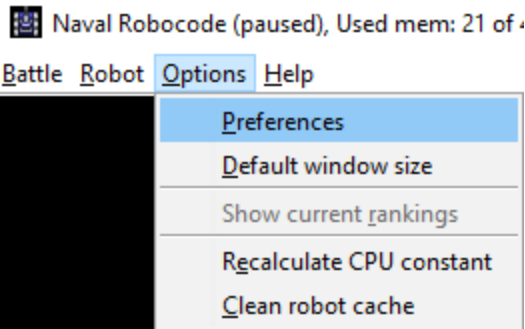 Naval Robocode (paused), Used mem: 21 of
Battle Robot Options Help
Preferences
Default window size
Show current rankings
Recalculate CPU constant
Clean robot cache